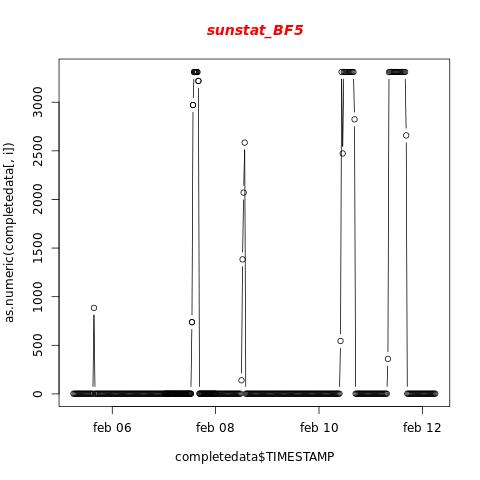 sunstat_BF5
as.numeric(completedata[, i])
3000
2500
2000
1500
1000
500
0
feb 06 feb 08 feb 10 feb 12
completedata$TIMESTAMP